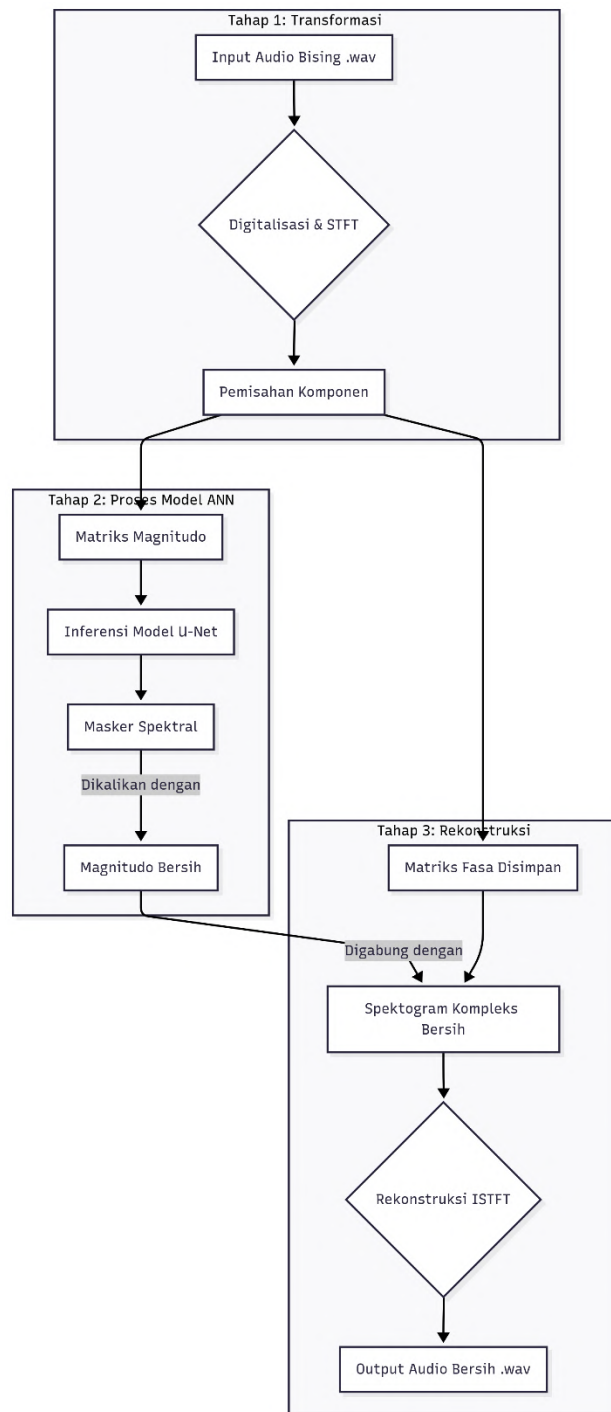 Tahap 1: Transformasi
Input Audio Bising .wav
Digitalisasi & STFT
Pemisahan Komponen
Tahap 2: Proses Model ANN
Matriks Magnitudo
Inferensi Model U-Net
Masker Spektral
Dikalikan dengan
Magnitudo Bersih
Tahap 3: Rekonstruksi
Matriks Fasa Disimpan
Digabung dengan
Spektogram Kompleks
Bersih
Rekonstruksi ISTFT
Output Audio Bersih .wav